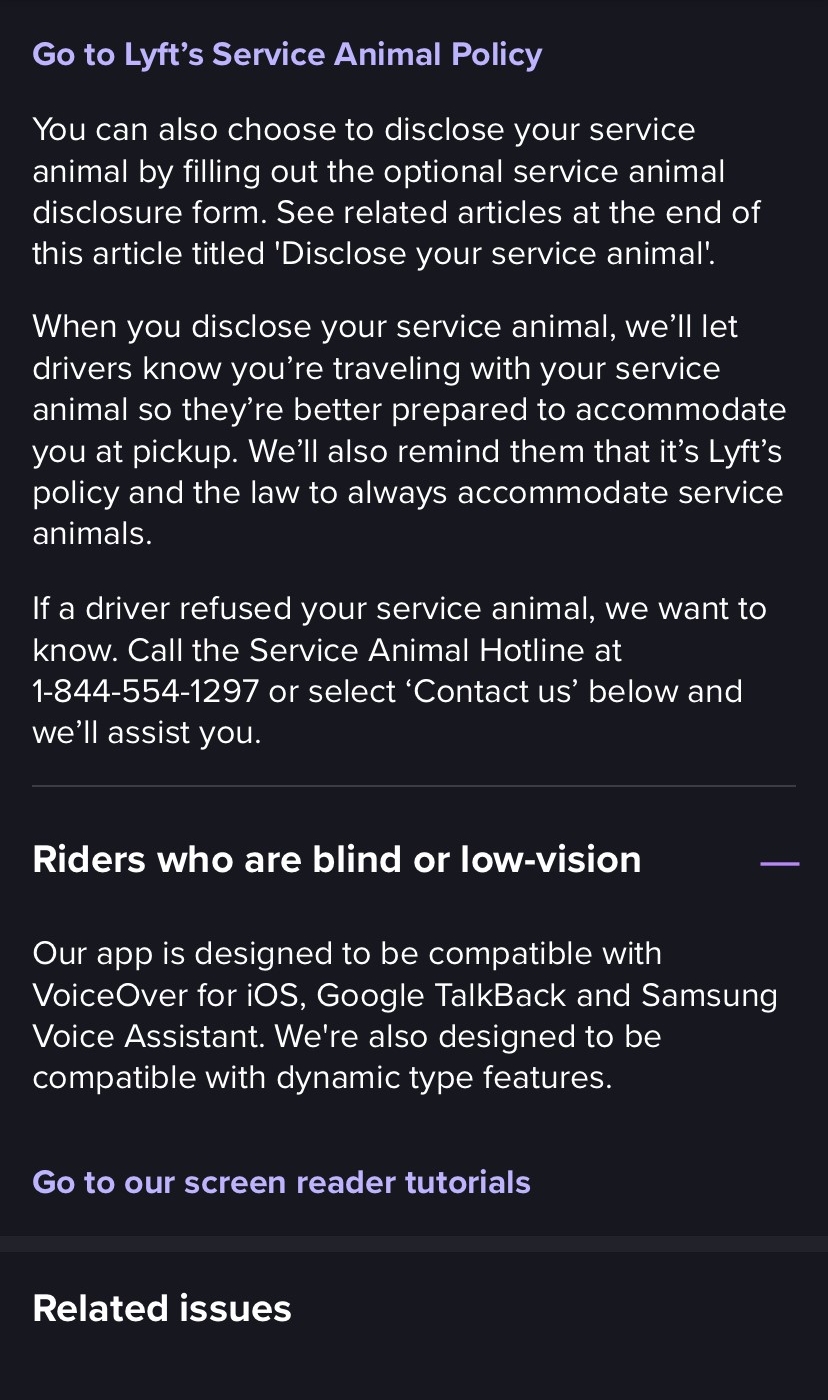 Go to Lyft’s Service Animal Policy
You can also choose to disclose your service
animal by filling out the optional service animal
disclosure form. See related articles at the end of
this article titled 'Disclose your service animal'.
When you disclose your service animal, we’ll let
drivers know you’re traveling with your service
animal so they’re better prepared to accommodate
you at pickup. We’ll also remind them that it’s Lyft’s
policy and the law to always accommodate service
animals.
If a driver refused your service animal, we want to
know. Call the Service Animal Hotline at
1-844-554-1297 or select ‘Contact us’ below and
we’ll assist you.
Riders who are blind or low-vision
Our app is designed to be compatible with
VoiceOver for iOS, Google TalkBack and Samsung
Voice Assistant. We're also designed to be
compatible with dynamic type features.
Go to our screen reader tutorials
Related issues